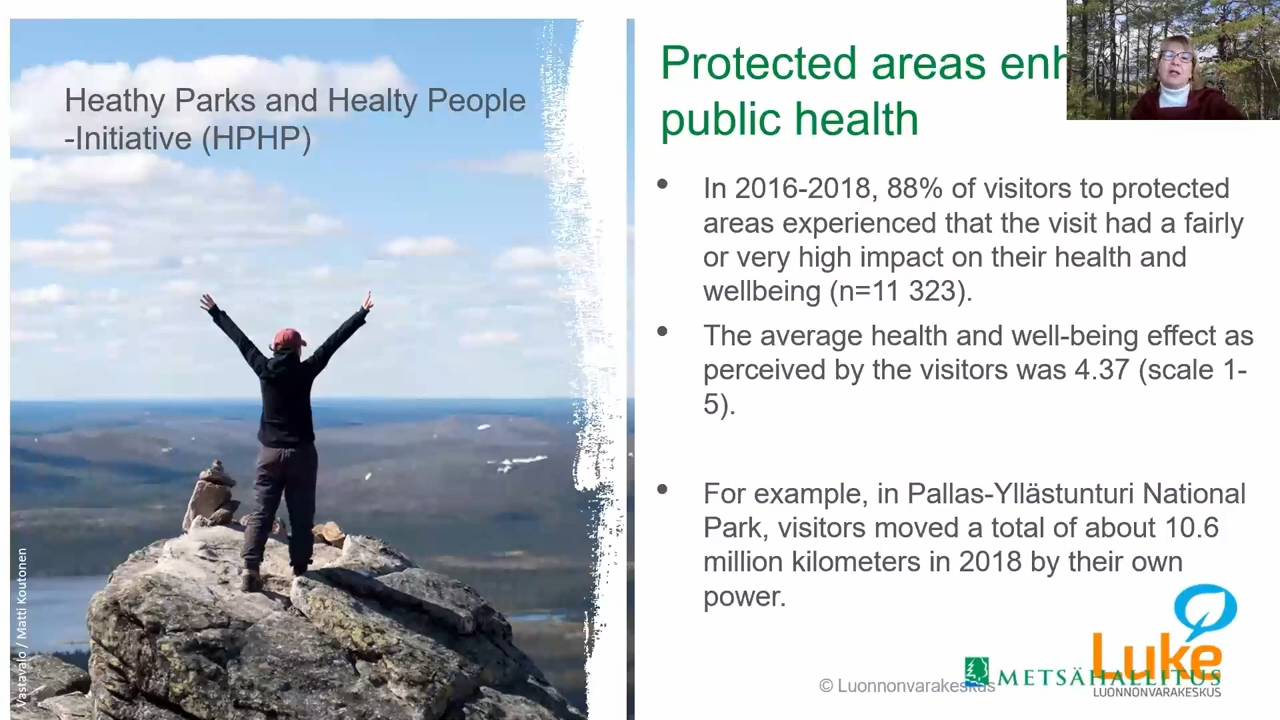 Heathy Parks and Healty People
-Initiative (HPHP)
Vastavalo / Matti Koutonen
Protected areas
public health
• In 2016-2018, 88% of visitors to protected
areas experienced that the visit had a fairly
or very high impact on their health and
wellbeing (n=11 323).
• The average health and well-being effect as
perceived by the visitors was 4.37 (scale 1-
5).
• For example, in Pallas-Yllästunturi National
Park, visitors moved a total of about 10.6
million kilometers in 2018 by their own
power.
© Luonnonvarakeskus
METSÄHALLITUS
Luke
LUONNONVARAKESKUS